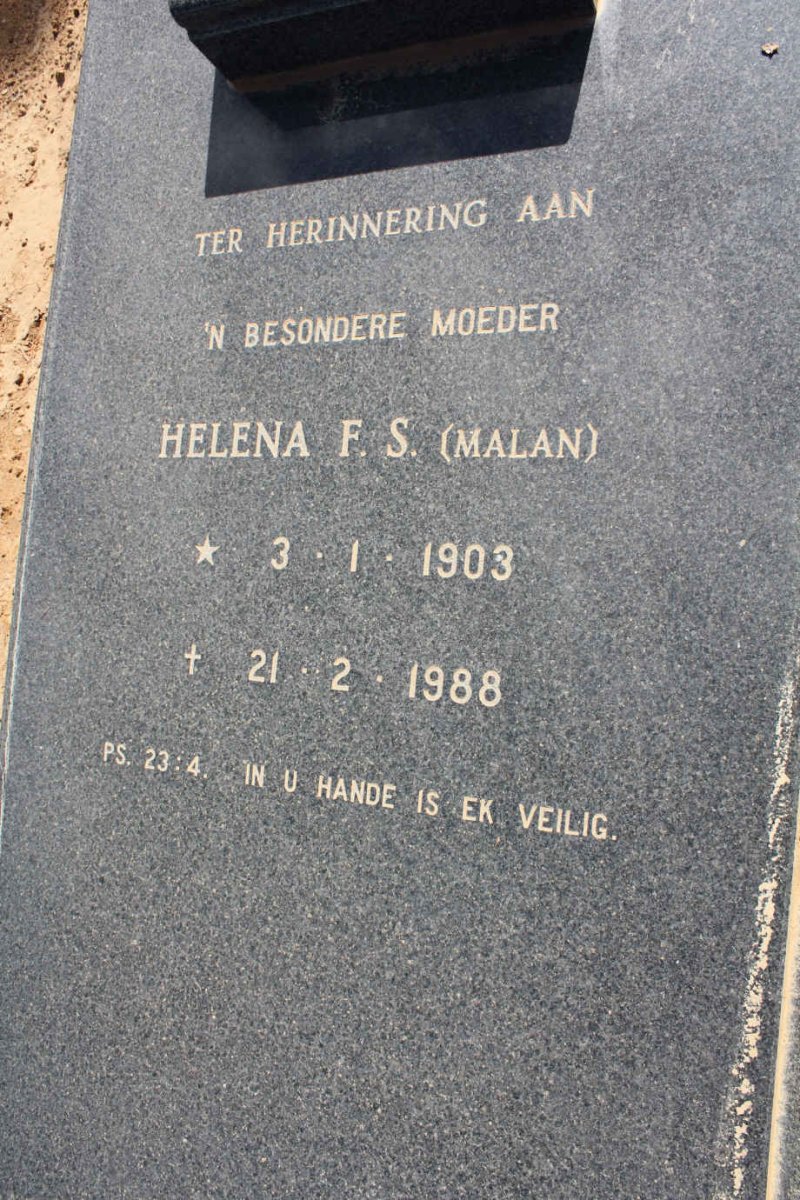 TER HERINNERING AAN
'N BESONDERE MOEDER
HELENA F. S. (MALAN)
★ 3 · 1 · 1903
✝ 21 · 2 · 1988
PS. 23:4. IN U HANDE IS EK VEILIG.